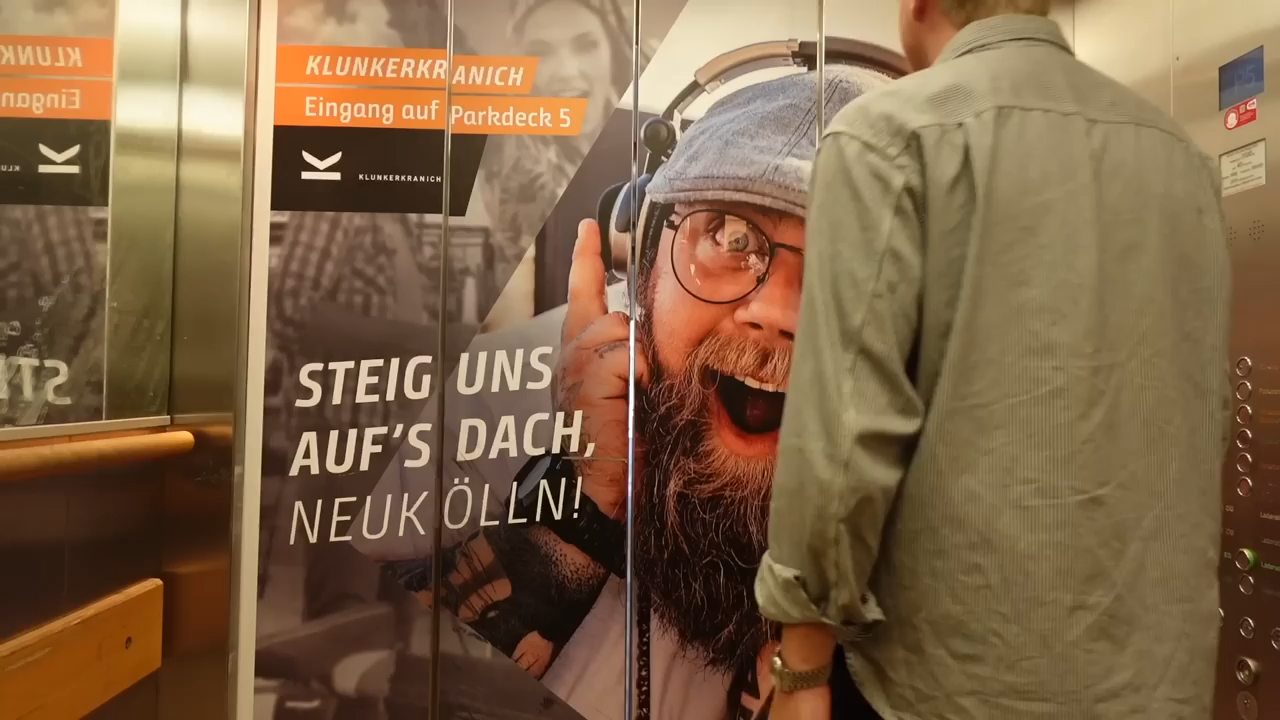 KLUNKERKRANICH
Eingang auf Parkdeck 5
KLUNKERKRANICH
STEIG UNS
AUF'S DACH,
NEUKÖLLN!